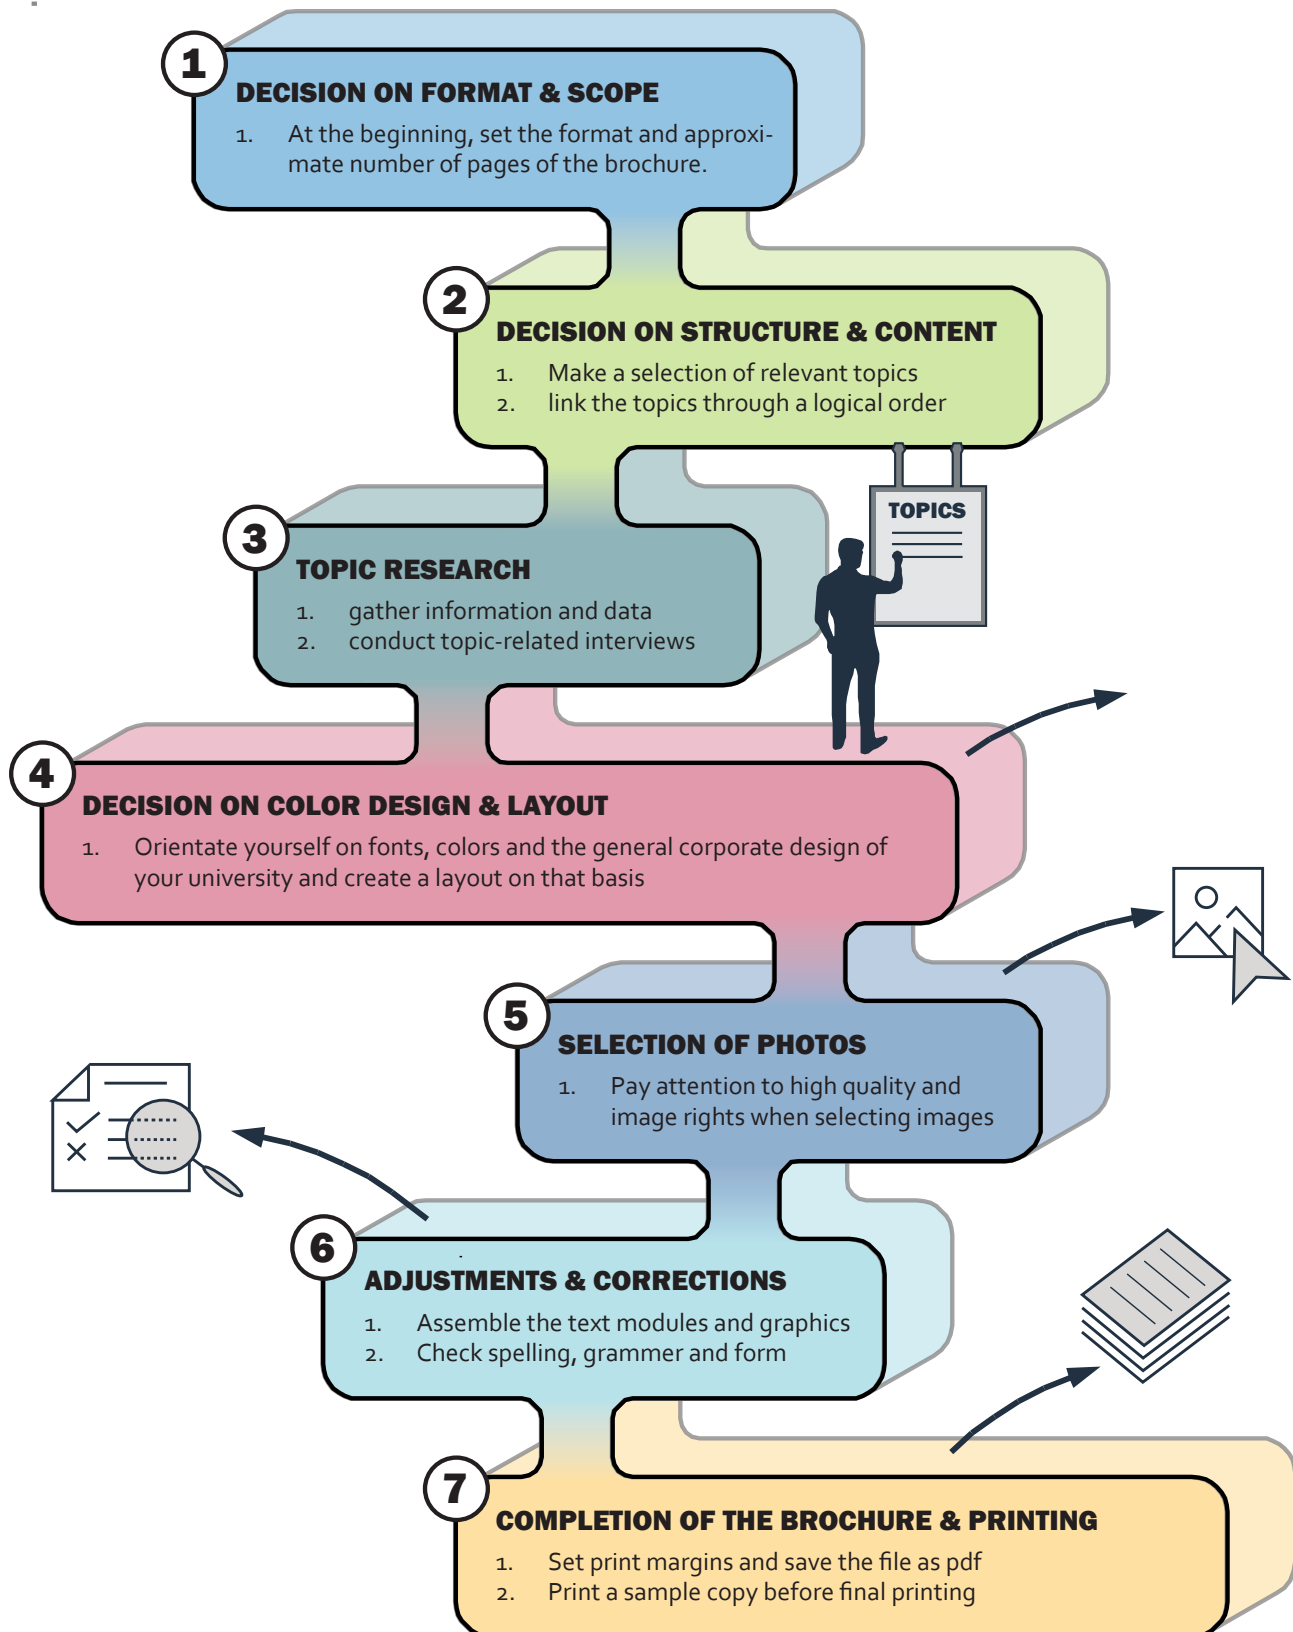 1
DECISION ON FORMAT & SCOPE
1. At the beginning, set the format and approxi-
mate number of pages of the brochure.
2
DECISION ON STRUCTURE & CONTENT
1. Make a selection of relevant topics
2. link the topics through a logical order
TOPICS
3
TOPIC RESEARCH
1. gather information and data
2. conduct topic-related interviews
4
DECISION ON COLOR DESIGN & LAYOUT
1. Orientate yourself on fonts, colors and the general corporate design of
your university and create a layout on that basis
5
SELECTION OF PHOTOS
1. Pay attention to high quality and
image rights when selecting images
6
ADJUSTMENTS & CORRECTIONS
1. Assemble the text modules and graphics
2. Check spelling, grammer and form
7
COMPLETION OF THE BROCHURE & PRINTING
1. Set print margins and save the file as pdf
2. Print a sample copy before final printing